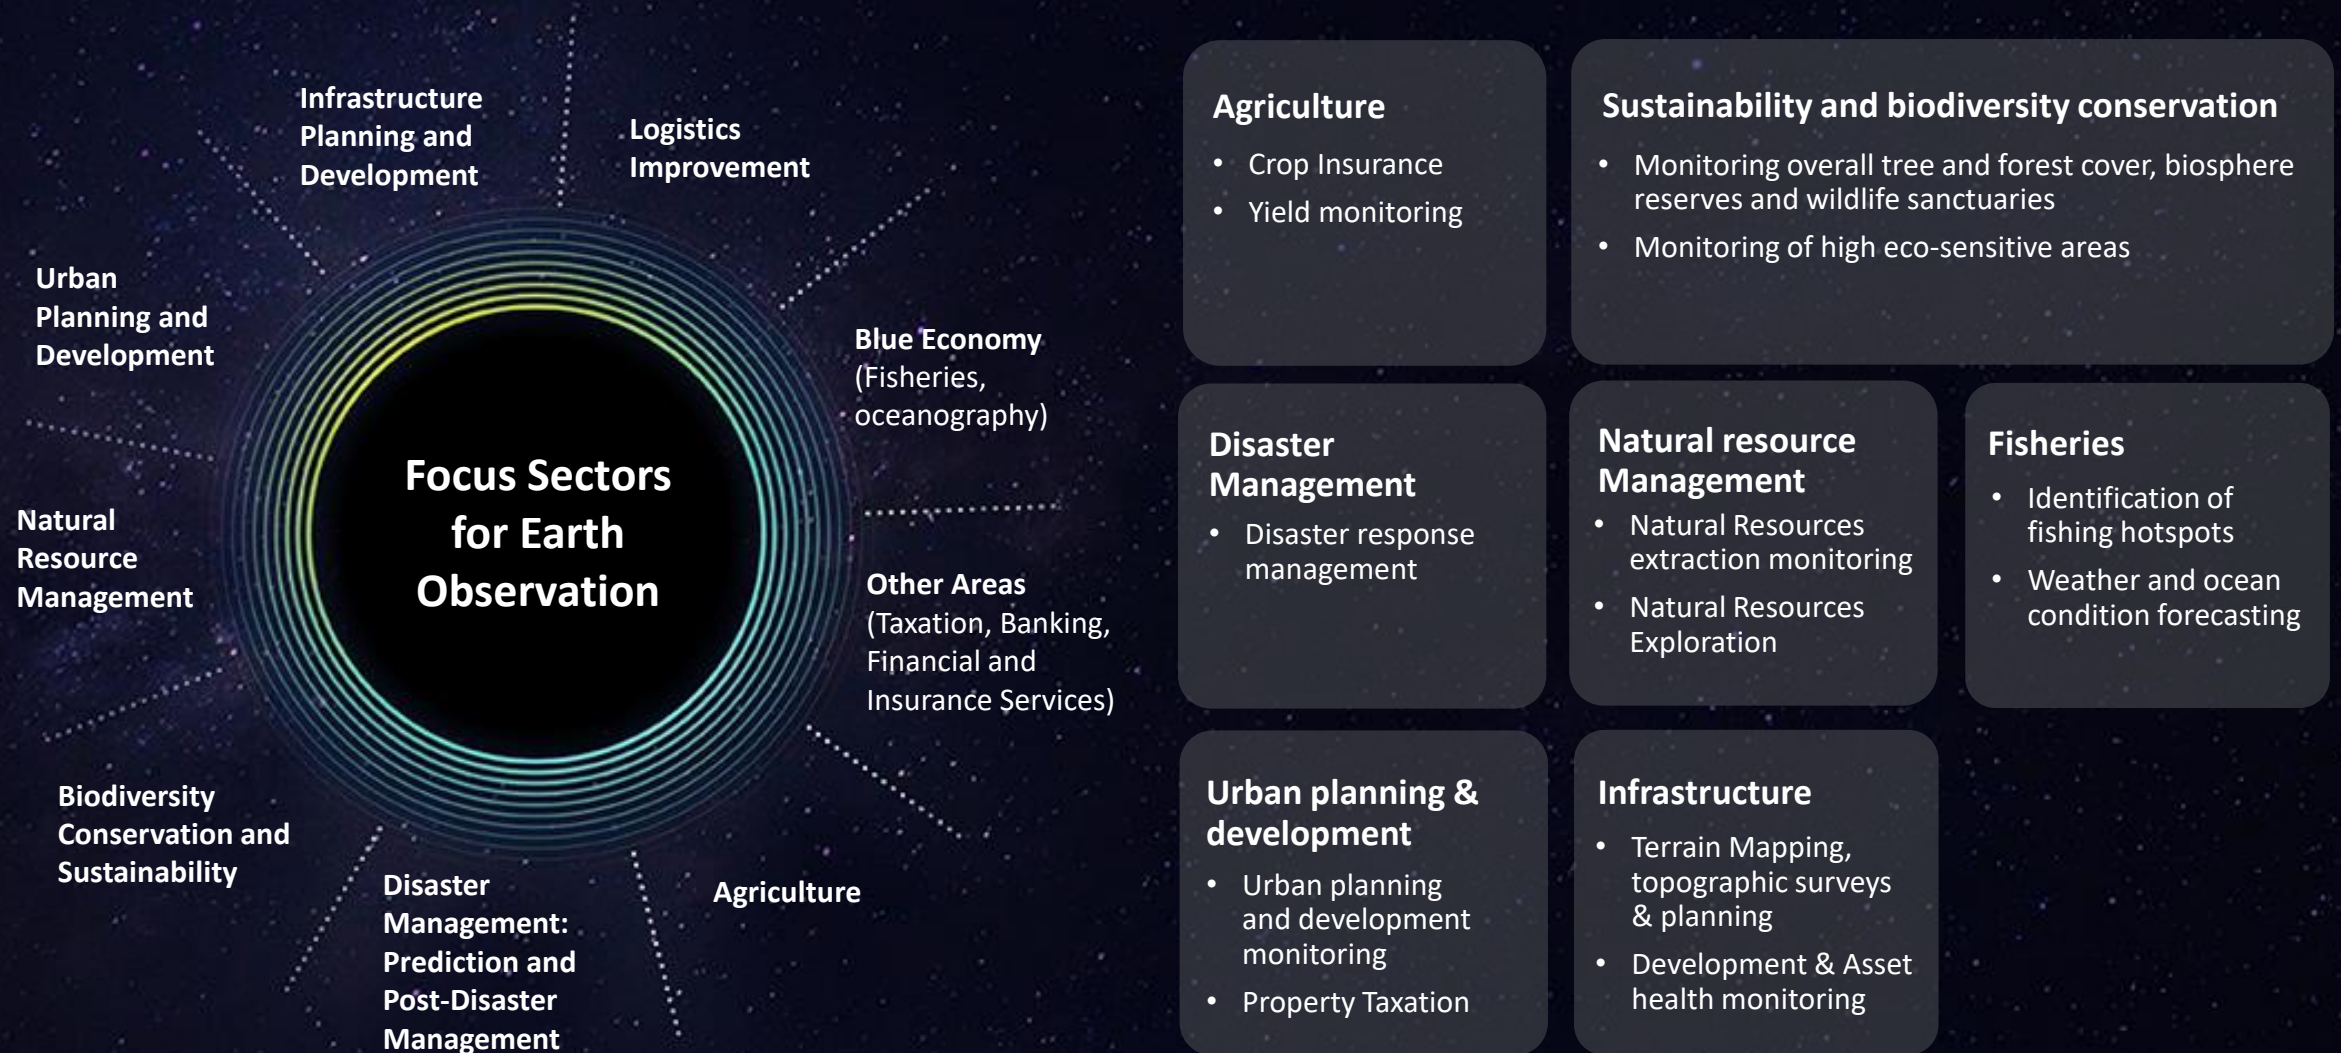 Infrastructure
Planning and
Development
Logistics
Improvement
Urban
Planning and
Development
Blue Economy
(Fisheries,
oceanography)
Focus Sectors
for Earth
Observation
Natural
Resource
Management
Other Areas
(Taxation, Banking,
Financial and
Insurance Services)
Biodiversity
Conservation and
Sustainability
Disaster
Management:
Prediction and
Post-Disaster
Management
Agriculture
Agriculture
• Crop Insurance
• Yield monitoring
Sustainability and biodiversity conservation
• Monitoring overall tree and forest cover, biosphere
reserves and wildlife sanctuaries
• Monitoring of high eco-sensitive areas
Disaster
Management
• Disaster response
management
Natural resource
Management
• Natural Resources
extraction monitoring
• Natural Resources
Exploration
Fisheries
• Identification of
fishing hotspots
• Weather and ocean
condition forecasting
Urban planning &
development
• Urban planning
and development
monitoring
• Property Taxation
Infrastructure
• Terrain Mapping,
topographic surveys
& planning
• Development & Asset
health monitoring